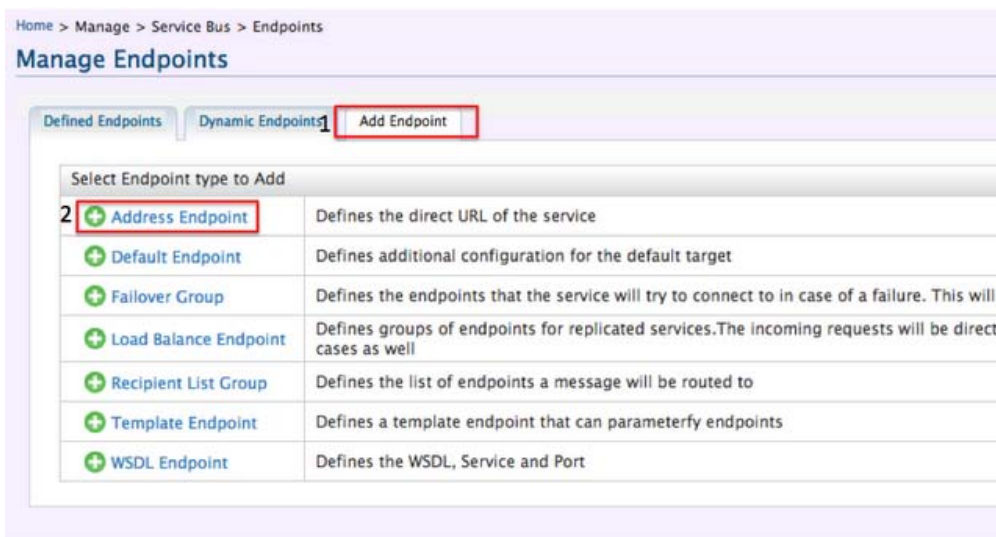 Home > Manage > Service Bus > Endpoints
Manage Endpoints
Defined Endpoints Dynamic Endpoints 1 Add Endpoint
Select Endpoint type to Add
2 Address Endpoint Defines the direct URL of the service
Default Endpoint Defines additional configuration for the default target
Failover Group Defines the endpoints that the service will try to connect to in case of a failure. This will
Load Balance Endpoint Defines groups of endpoints for replicated services.The incoming requests will be direct
cases as well
Recipient List Group Defines the list of endpoints a message will be routed to
Template Endpoint Defines a template endpoint that can parameterfy endpoints
WSDL Endpoint Defines the WSDL, Service and Port